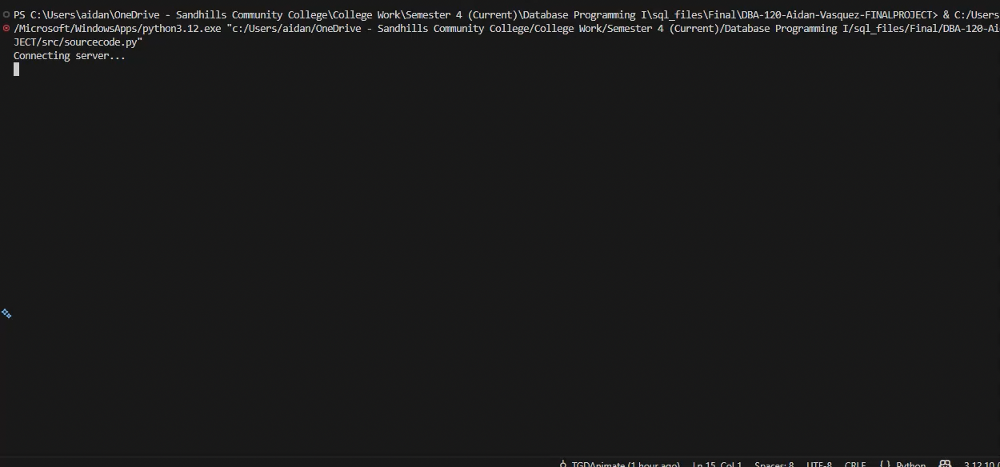 PS C:\Users\aidan\OneDrive - Sandhills Community College\College Work\Semester 4 (Current)\Database Programming I\sql_files\Final\DBA-120-Aidan-Vasquez-FINALPROJECT> & C:/Users
/Microsoft/WindowsApps/python3.12.exe "c:/Users/aidan/OneDrive - Sandhills Community College/College Work/Semester 4 (Current)/Database Programming I/sql_files/Final/DBA-120-Ai
JECT/src/sourcecode.py"
Connecting server...
TGDAnimate (1 hour ago) Ln 15, Col 1 Spaces: 8 UTF-8 CRLF { } Python 3.12.10 (